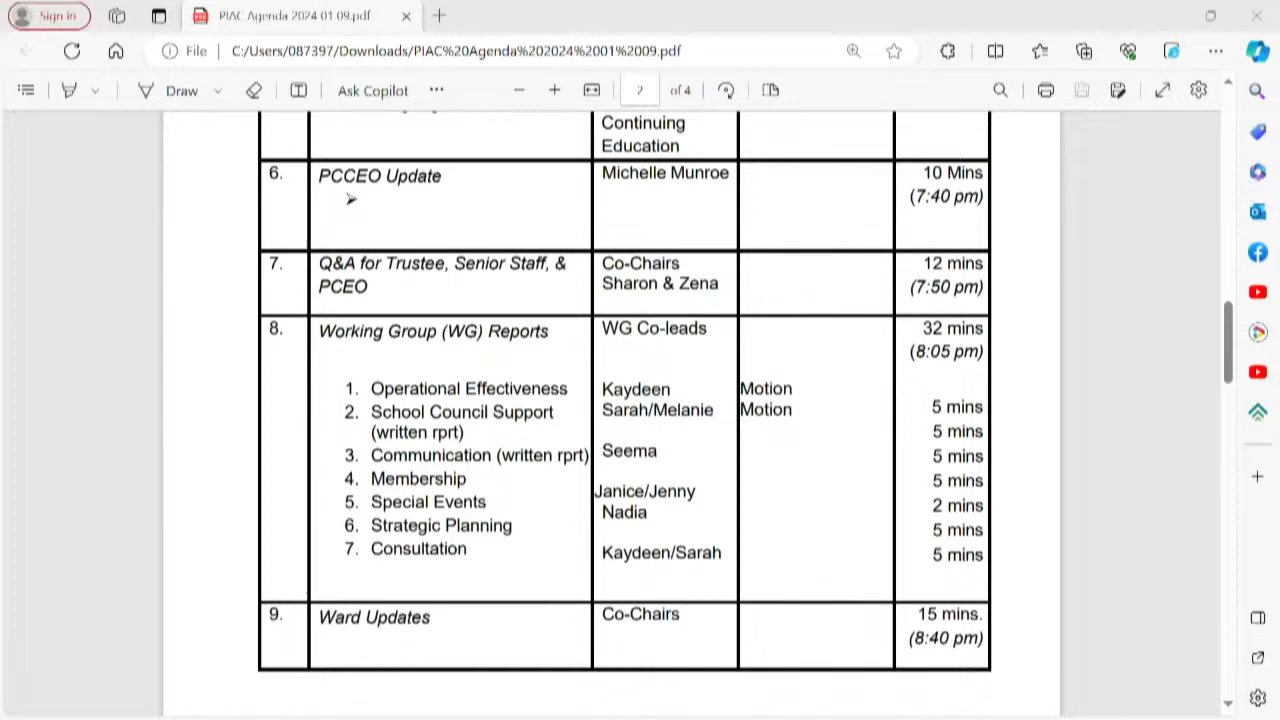 Sign in
PIAC Agenda 2024 01 09.pdf
File
C:/Users/087397/Downloads/PIAC%20Agenda%202024%2001%2009.pdf
Draw
Ask Copilot
2 of 4
Continuing
Education
6. PCCEO Update Michelle Munroe 10 Mins
(7:40 pm)
7. Q&A for Trustee, Senior Staff, & Co-Chairs 12 mins
PCEO Sharon & Zena (7:50 pm)
8. Working Group (WG) Reports WG Co-leads 32 mins
(8:05 pm)
1. Operational Effectiveness Kaydeen Motion
2. School Council Support Sarah/Melanie Motion 5 mins
(written rprt) 5 mins
3. Communication (written rprt) Seema 5 mins
4. Membership 5 mins
5. Special Events Janice/Jenny 2 mins
6. Strategic Planning Nadia 5 mins
7. Consultation Kaydeen/Sarah 5 mins
9. Ward Updates Co-Chairs 15 mins.
(8:40 pm)